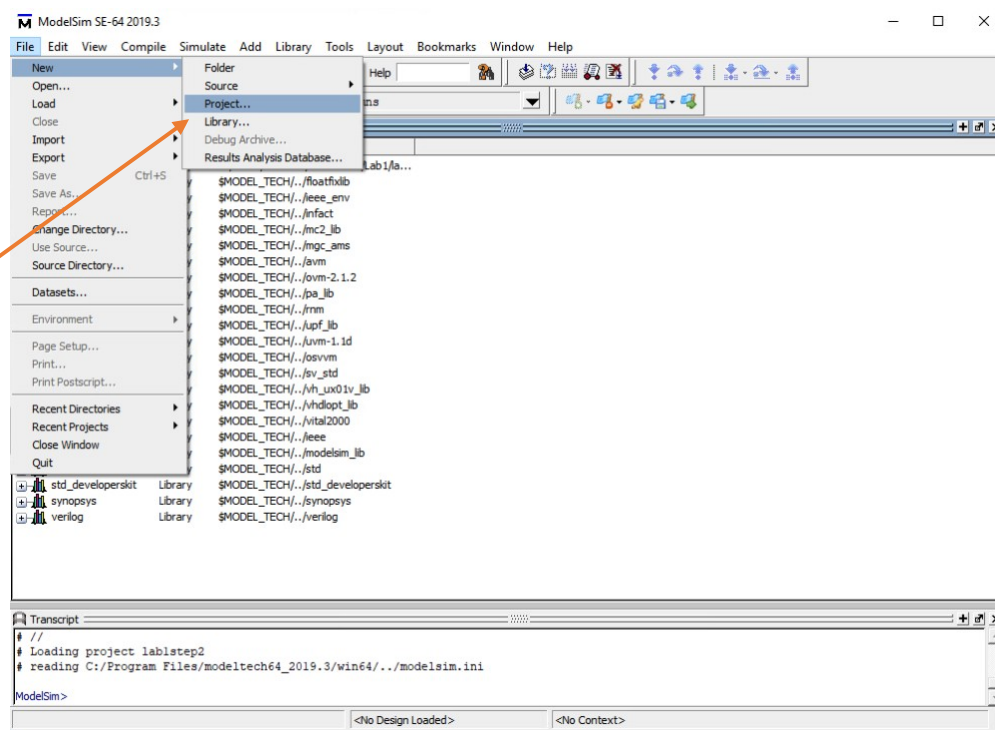 ModelSim SE-64 2019.3
File Edit View Compile Simulate Add Library Tools Layout Bookmarks Window Help
New
Open...
Load
Close
Import
Export
Save Ctrl+S
Save As...
Report...
Change Directory...
Use Source...
Source Directory...
Datasets...
Environment
Page Setup...
Print...
Print Postscript...
Recent Directories
Recent Projects
Close Window
Quit
Folder
Source
Project...
Library...
Debug Archive...
Results Analysis Database...
Help
ns
/Lab1/la...
y $MODEL_TECH/../floatfixlib
y $MODEL_TECH/../ieee_env
y $MODEL_TECH/../infact
y $MODEL_TECH/../mc2_lib
y $MODEL_TECH/../mgc_ams
y $MODEL_TECH/../avm
y $MODEL_TECH/../ovm-2.1.2
y $MODEL_TECH/../pa_lib
y $MODEL_TECH/../rnm
y $MODEL_TECH/../upf_lib
y $MODEL_TECH/../uvm-1.1d
y $MODEL_TECH/../osvvm
y $MODEL_TECH/../sv_std
y $MODEL_TECH/../vh_ux01v_lib
y $MODEL_TECH/../vhdlopt_lib
y $MODEL_TECH/../vital2000
y $MODEL_TECH/../ieee
y $MODEL_TECH/../modelsim_lib
y $MODEL_TECH/../std
std_developerskit Library $MODEL_TECH/../std_developerskit
synopsys Library $MODEL_TECH/../synopsys
verilog Library $MODEL_TECH/../verilog
Transcript
# //
# Loading project lab1step2
# reading C:/Program Files/modeltech64_2019.3/win64/../modelsim.ini
ModelSim>
<No Design Loaded> <No Context>